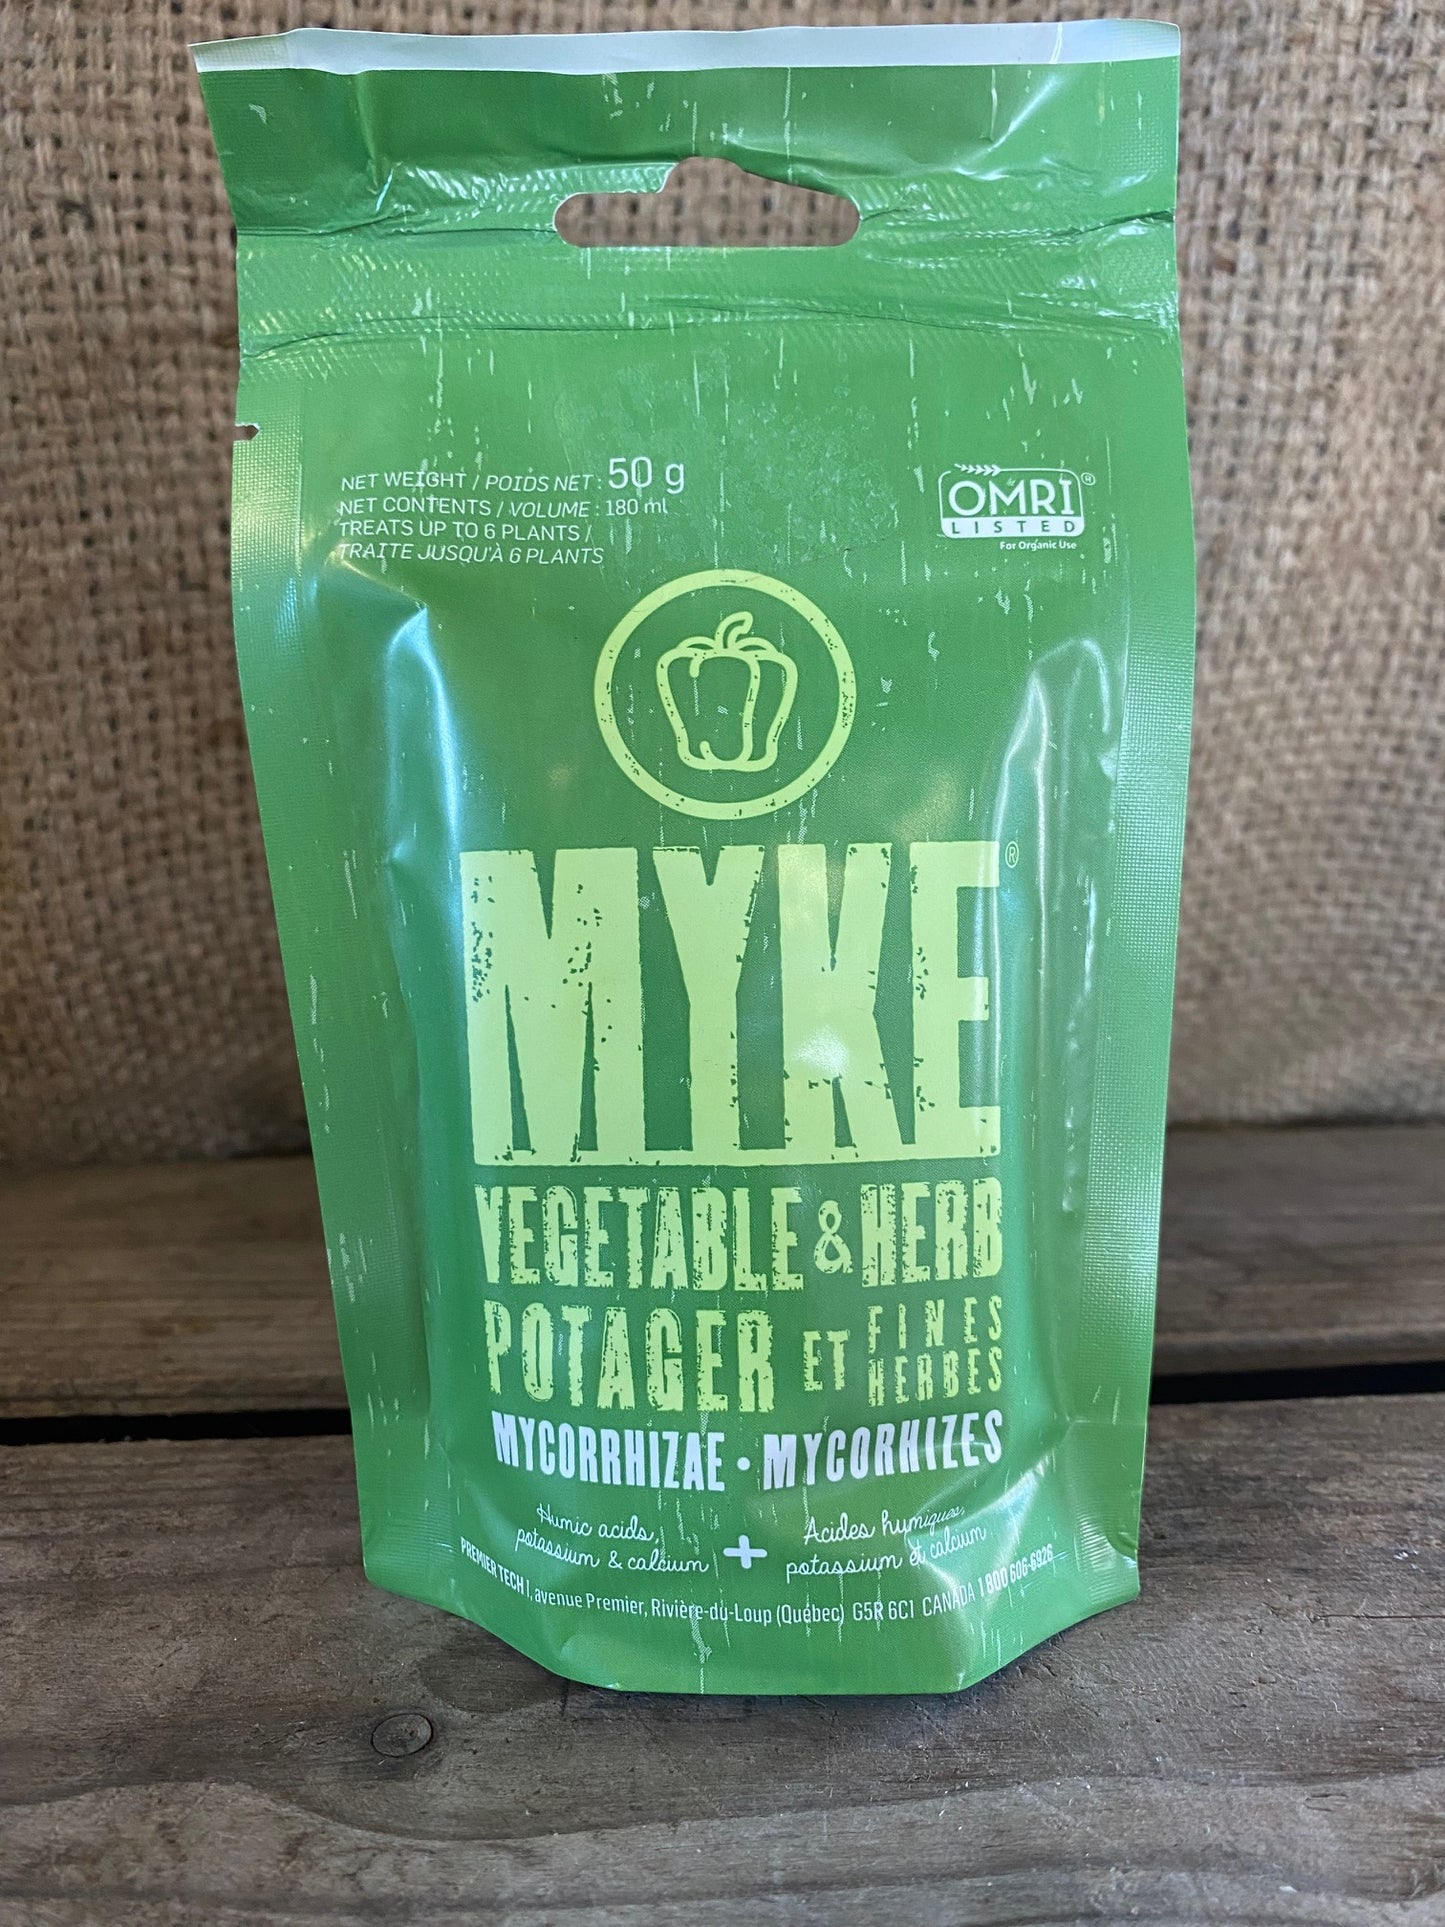 NET WEIGHT / POIDS NET : 50 g
NET CONTENTS / VOLUME : 180 ml
TREATS UP TO 6 PLANTS /
TRAITE JUSQU'À 6 PLANTS
OMRI ®
LISTED
For Organic Use
MYKE ®
VEGETABLE & HERB
POTAGER ET FINES HERBES
MYCORRHIZAE • MYCORHIZES
Humic acids,
potassium & calcium
+
Acides humiques,
potassium et calcium
PREMIER TECH 1, avenue Premier, Rivière-du-Loup (Québec) G5R 6C1 CANADA 1 800 606-6926